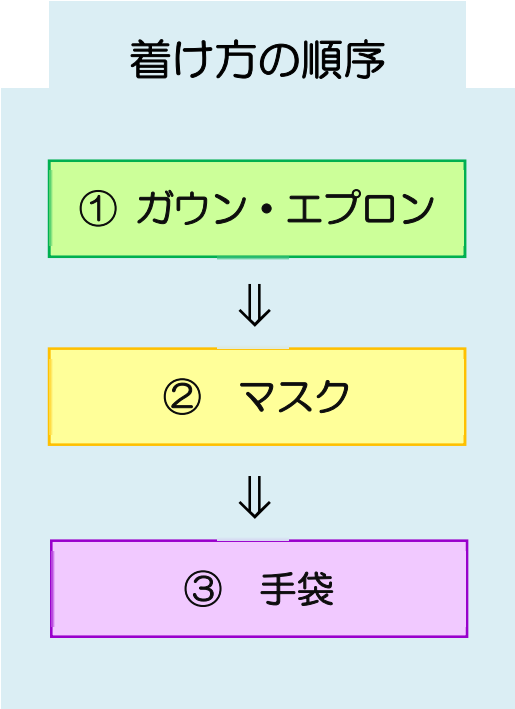 着け方の順序
① ガウン・エプロン
⇓
②　マスク
⇓
③　手袋